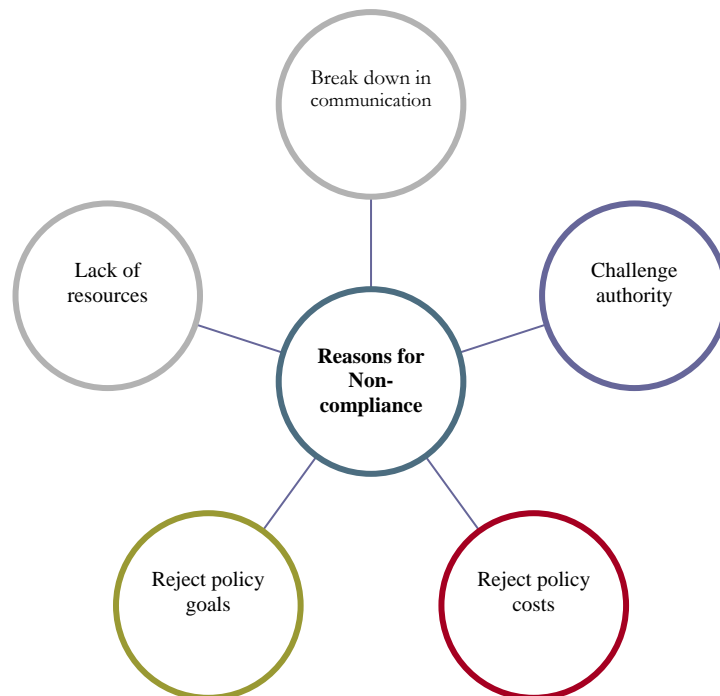 Break down in
communication
Lack of
resources
Challenge
authority
Reasons for
Non-
compliance
Reject policy
goals
Reject policy
costs